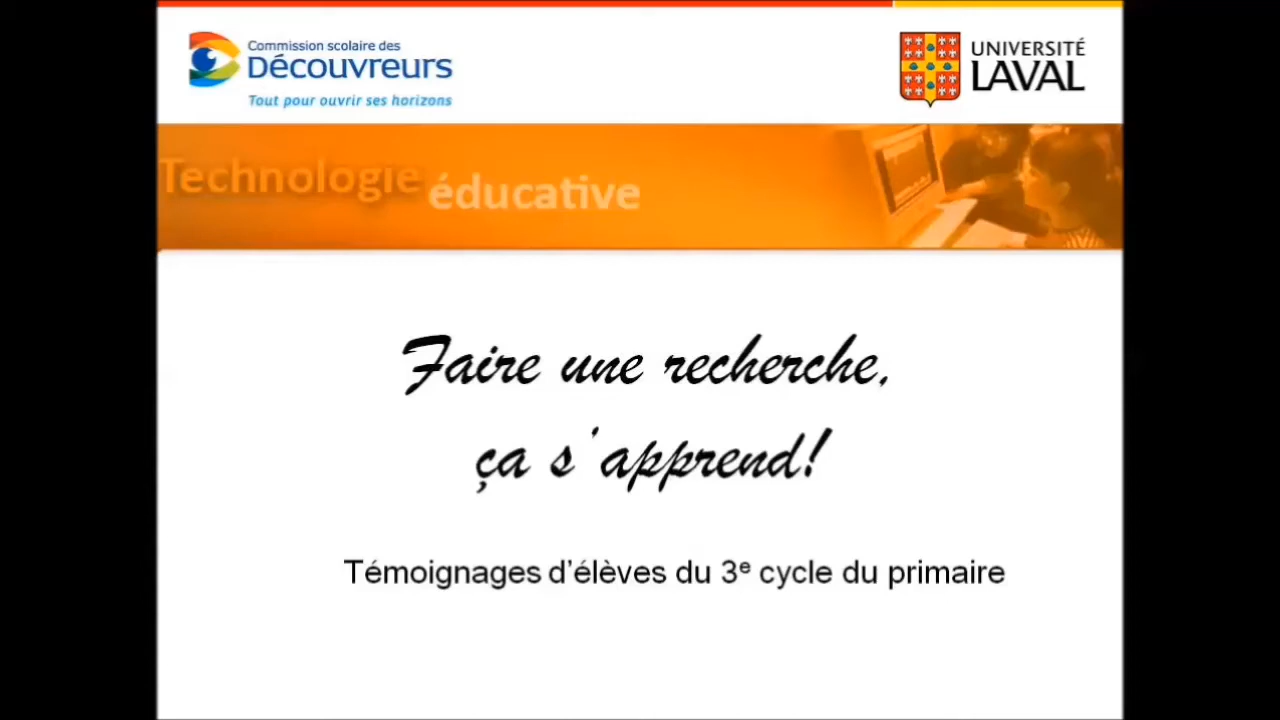 Commission scolaire des
Découvreurs
Tout pour ouvrir ses horizons
UNIVERSITÉ
LAVAL
Technologie éducative
Faire une recherche,
ça s'apprend!
Témoignages d'élèves du 3e cycle du primaire